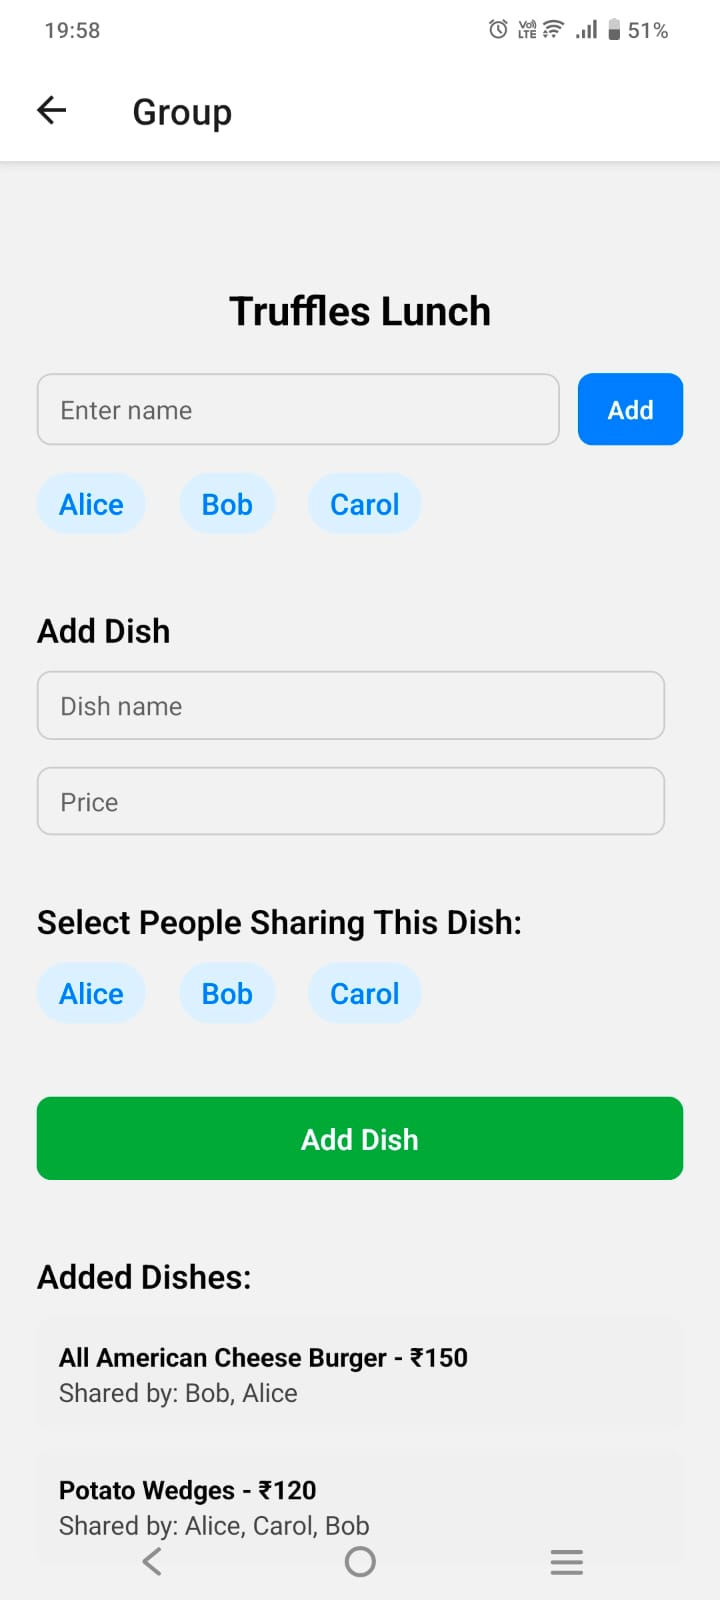 19:58
Vo) LTE 51%
Group
Truffles Lunch
Enter name
Add
Alice Bob Carol
Add Dish
Dish name
Price
Select People Sharing This Dish:
Alice Bob Carol
Add Dish
Added Dishes:
All American Cheese Burger - ₹150
Shared by: Bob, Alice
Potato Wedges - ₹120
Shared by: Alice, Carol, Bob